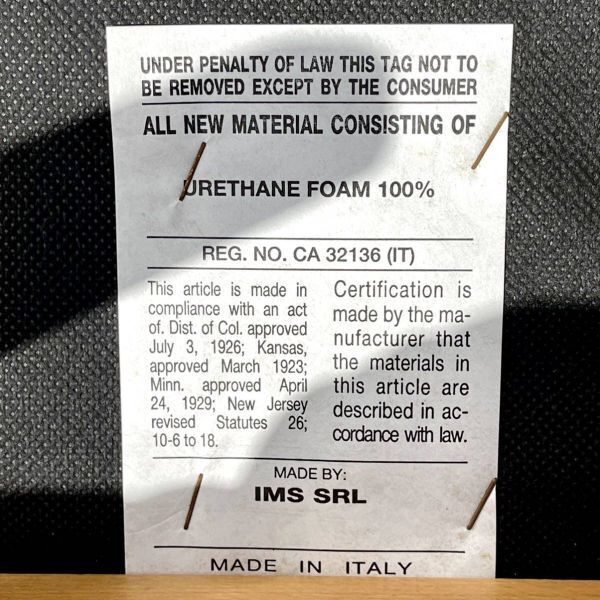 UNDER PENALTY OF LAW THIS TAG NOT TO
BE REMOVED EXCEPT BY THE CONSUMER
ALL NEW MATERIAL CONSISTING OF
URETHANE FOAM 100%
REG. NO. CA 32136 (IT)
This article is made in
compliance with an act
of. Dist. of Col. approved
July 3, 1926; Kansas,
approved March 1923;
Minn. approved April
24, 1929; New Jersey
revised Statutes 26;
10-6 to 18.
Certification is
made by the ma-
nufacturer that
the materials in
this article are
described in ac-
cordance with law.
MADE BY:
IMS SRL
MADE IN ITALY